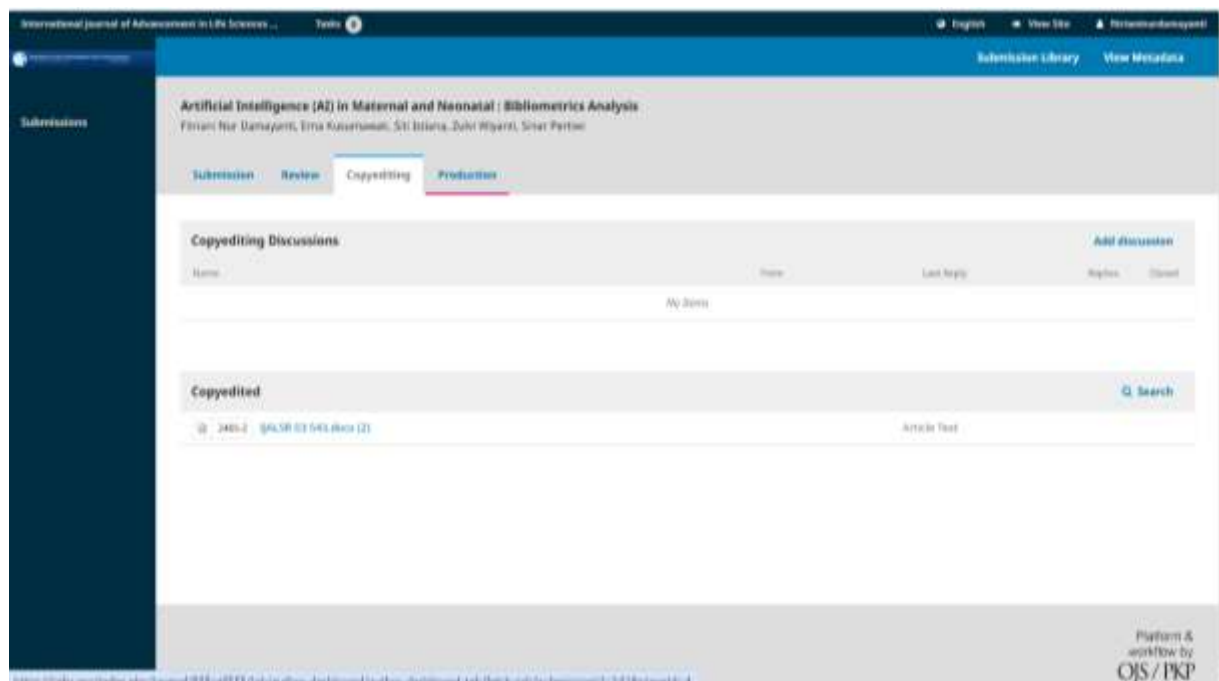 International Journal of Advancement in Life Sciences ... Tasks 0 English View Site fitrianinurdamayanti
Submission Library View Metadata
Submissions
Artificial Intelligence (AI) in Maternal and Neonatal : Bibliometrics Analysis
Fitriani Nur Damayanti, Erna Kusumawati, Siti Istiana, Zulvi Wiyanti, Sinar Pertiwi
Submission Review Copyediting Production
Copyediting Discussions Add discussion
Name From Last Reply Replies Closed
No Items
Copyedited Search
Article Text
Platform &
workflow by
OJS / PKP